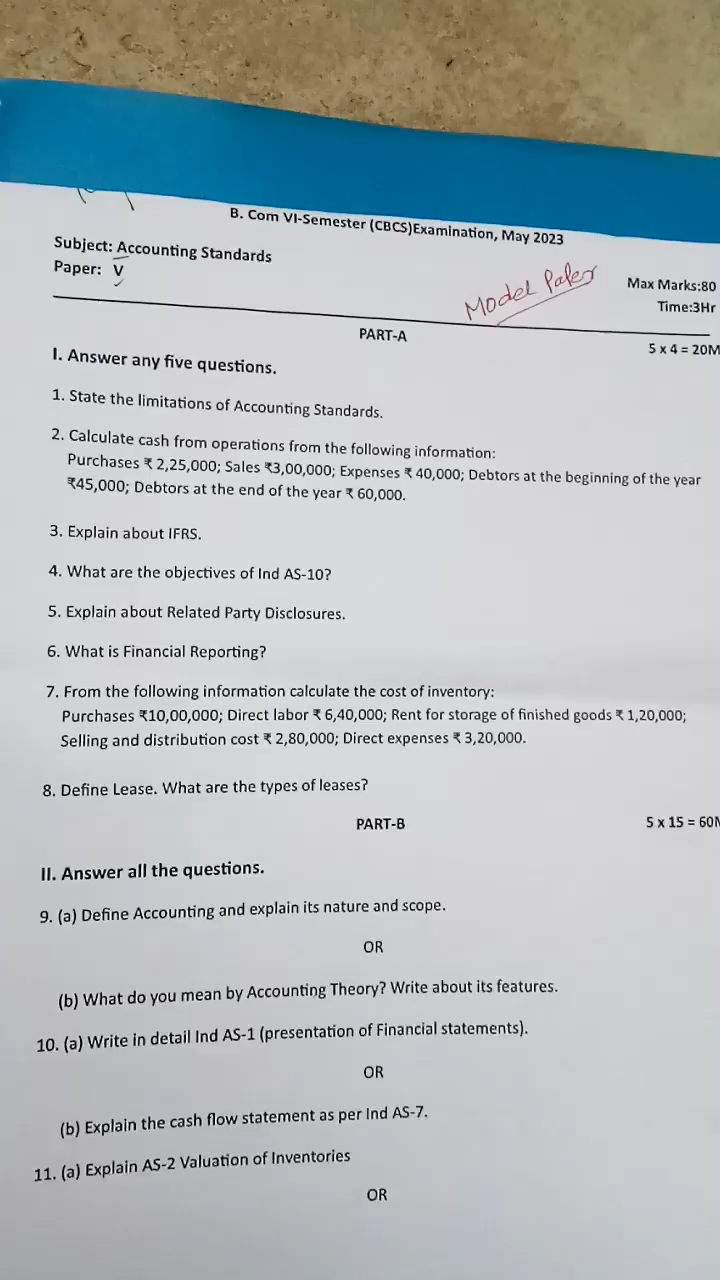 B. Com VI-Semester (CBCS)Examination, May 2023
Subject: Accounting Standards
Paper: V
Model Paper
Max Marks:80
Time:3Hr
PART-A
5 x 4 = 20M
I. Answer any five questions.
1. State the limitations of Accounting Standards.
2. Calculate cash from operations from the following information:
Purchases ₹ 2,25,000; Sales ₹3,00,000; Expenses ₹ 40,000; Debtors at the beginning of the year
₹45,000; Debtors at the end of the year ₹ 60,000.
3. Explain about IFRS.
4. What are the objectives of Ind AS-10?
5. Explain about Related Party Disclosures.
6. What is Financial Reporting?
7. From the following information calculate the cost of inventory:
Purchases ₹10,00,000; Direct labor ₹ 6,40,000; Rent for storage of finished goods ₹ 1,20,000;
Selling and distribution cost ₹ 2,80,000; Direct expenses ₹ 3,20,000.
8. Define Lease. What are the types of leases?
PART-B
5 x 15 = 60M
II. Answer all the questions.
9. (a) Define Accounting and explain its nature and scope.
OR
(b) What do you mean by Accounting Theory? Write about its features.
10. (a) Write in detail Ind AS-1 (presentation of Financial statements).
OR
(b) Explain the cash flow statement as per Ind AS-7.
11. (a) Explain AS-2 Valuation of Inventories
OR